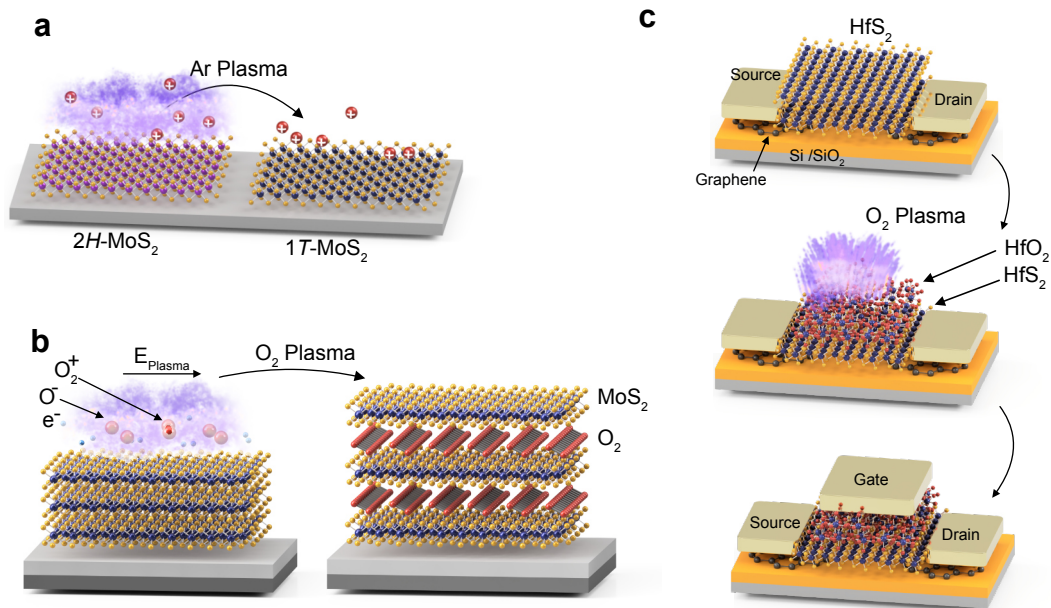 a
Ar Plasma
2H-MoS₂
1T-MoS₂
b
O₂⁺
O⁻
e⁻
E_Plasma
O₂ Plasma
MoS₂
O₂
c
HfS₂
Source
Drain
Si /SiO₂
Graphene
O₂ Plasma
HfO₂
HfS₂
Gate
Source
Drain